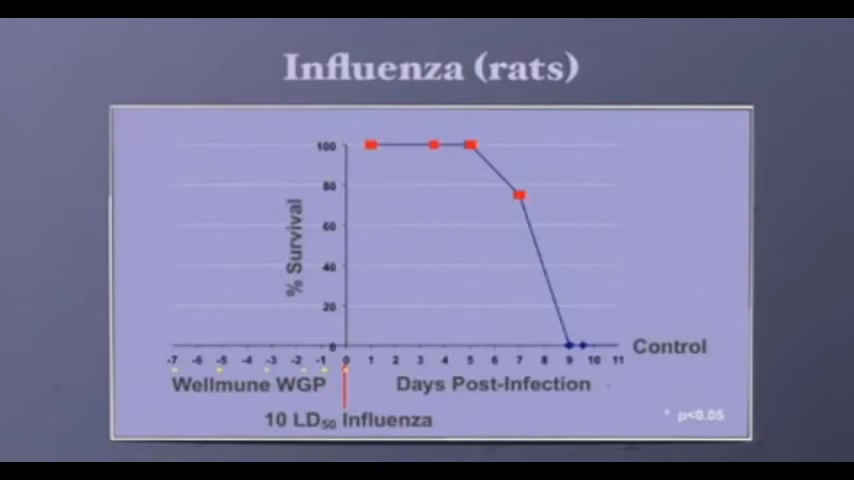 Influenza (rats)
100
80
60
40
20
0
% Survival
-7 -6 -5 -4 -3 -2 -1 0 1 2 3 4 5 6 7 8 9 10 11
Control
Wellmune WGP
Days Post-Infection
10 LD₅₀ Influenza
* p<0.05